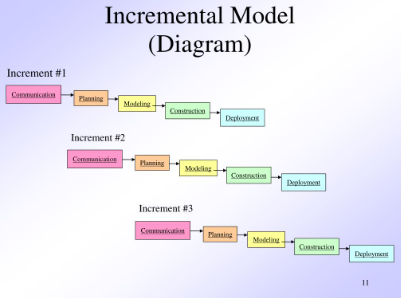 Incremental Model
(Diagram)
Increment #1
Communication
Planning
Modeling
Construction
Deployment
Increment #2
Communication
Planning
Modeling
Construction
Deployment
Increment #3
Communication
Planning
Modeling
Construction
Deployment
11